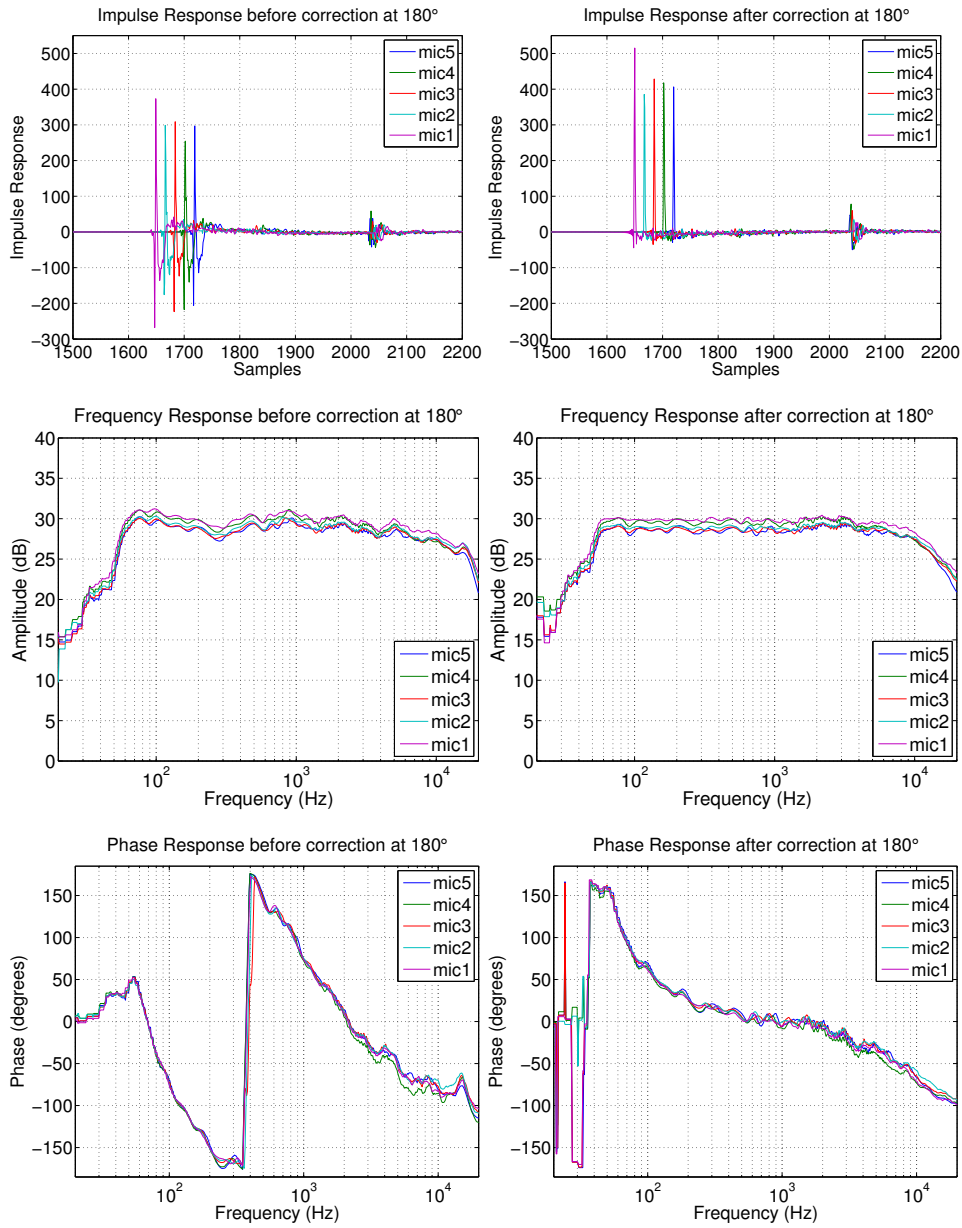 Impulse Response before correction at 180°
Impulse Response
500
400
300
200
100
0
−100
−200
−300
1500
1600
1700
1800
1900
2000
2100
2200
Samples
mic5
mic4
mic3
mic2
mic1
Impulse Response after correction at 180°
Impulse Response
500
400
300
200
100
0
−100
−200
−300
1500
1600
1700
1800
1900
2000
2100
2200
Samples
mic5
mic4
mic3
mic2
mic1
Frequency Response before correction at 180°
Amplitude (dB)
40
35
30
25
20
15
10
5
0
10²
10³
10⁴
Frequency (Hz)
mic5
mic4
mic3
mic2
mic1
Frequency Response after correction at 180°
Amplitude (dB)
40
35
30
25
20
15
10
5
0
10²
10³
10⁴
Frequency (Hz)
mic5
mic4
mic3
mic2
mic1
Phase Response before correction at 180°
Phase (degrees)
150
100
50
0
−50
−100
−150
10²
10³
10⁴
Frequency (Hz)
mic5
mic4
mic3
mic2
mic1
Phase Response after correction at 180°
Phase (degrees)
150
100
50
0
−50
−100
−150
10²
10³
10⁴
Frequency (Hz)
mic5
mic4
mic3
mic2
mic1